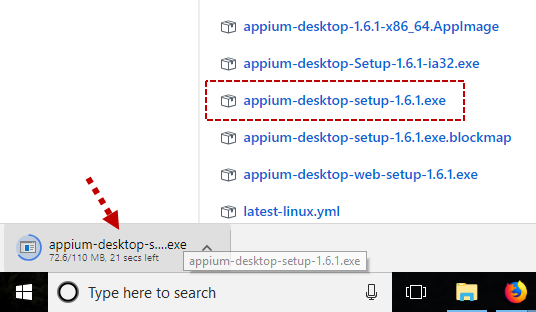 appium-desktop-1.6.1-x86_64.AppImage
appium-desktop-Setup-1.6.1-ia32.exe
appium-desktop-setup-1.6.1.exe
appium-desktop-setup-1.6.1.exe.blockmap
appium-desktop-web-setup-1.6.1.exe
latest-linux.yml
appium-desktop-s....exe
72.6/110 MB, 21 secs left
appium-desktop-setup-1.6.1.exe
Type here to search